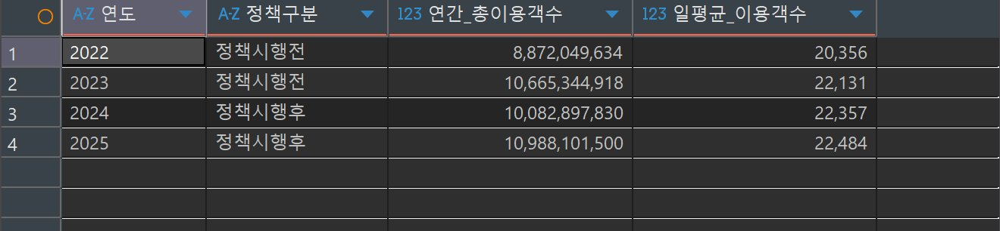 A-Z 연도 A-Z 정책구분 123 연간_총이용객수 123 일평균_이용객수
1 2022 정책시행전 8,872,049,634 20,356
2 2023 정책시행전 10,665,344,918 22,131
3 2024 정책시행후 10,082,897,830 22,357
4 2025 정책시행후 10,988,101,500 22,484